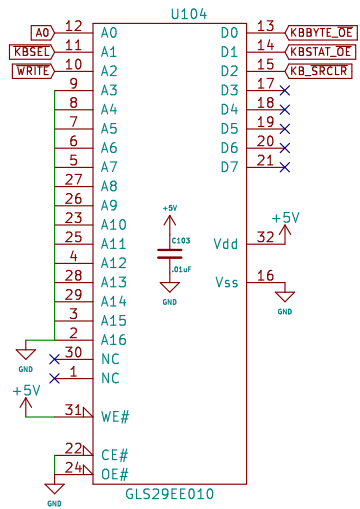 U104
A0 12 A0 D0 13 KBBYTE_OE
KBSEL 11 A1 D1 14 KBSTAT_OE
WRITE 10 A2 D2 15 KB_SRCLR
9 A3 D3 17
8 A4 D4 18
7 A5 D5 19
6 A6 D6 20
5 A7 D7 21
27 A8
26 A9
+5V
23 A10
+5V
25 A11 C103 Vdd 32
4 A12
.01uF
28 A13 Vss 16
29 A14 GND
GND
3 A15
2 A16
30 NC
GND
1 NC
+5V
31 WE#
22 CE#
24 OE#
GLS29EE010
GND